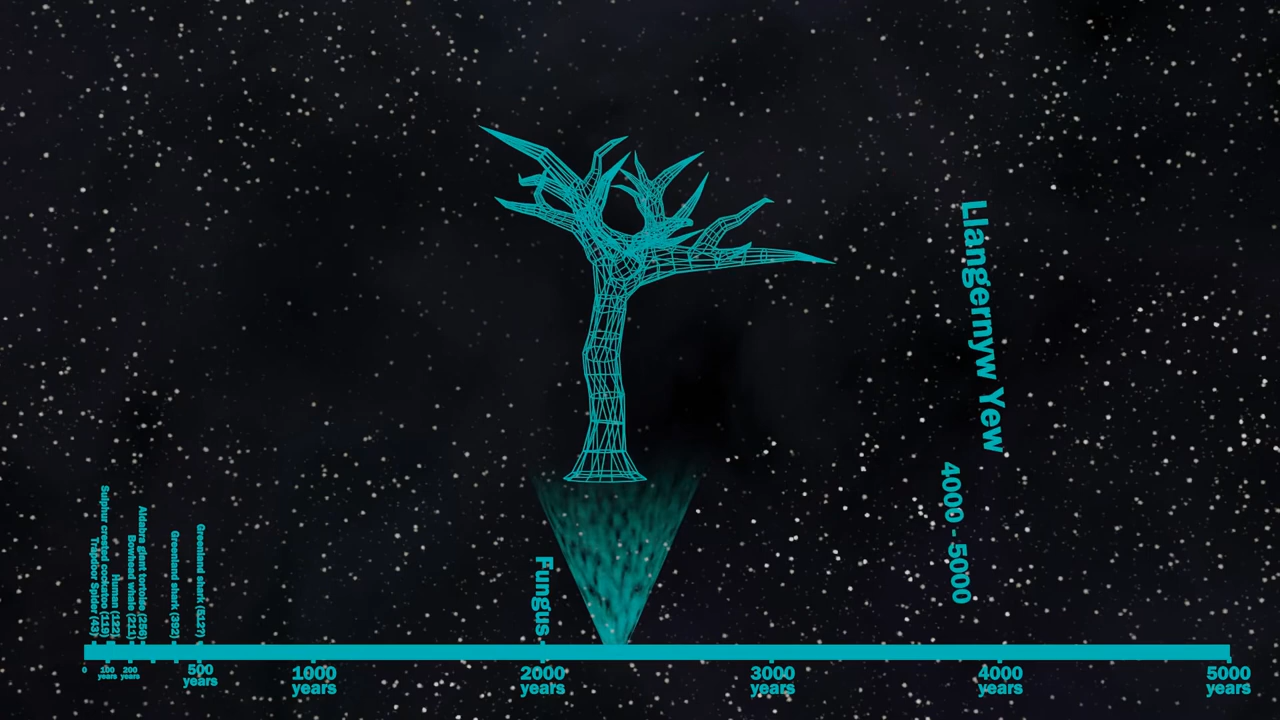 Llangernyw Yew
4000 - 5000
Trapdoor Spider (43)
Sulphur crested cockatoo (119)
Human (122)
Bowhead whale (211)
Aldabra giant tortoise (256)
Greenland shark (392)
Greenland shark (&12?)
Fungus
0
100
years
200
years
500
years
1000
years
2000
years
3000
years
4000
years
5000
years